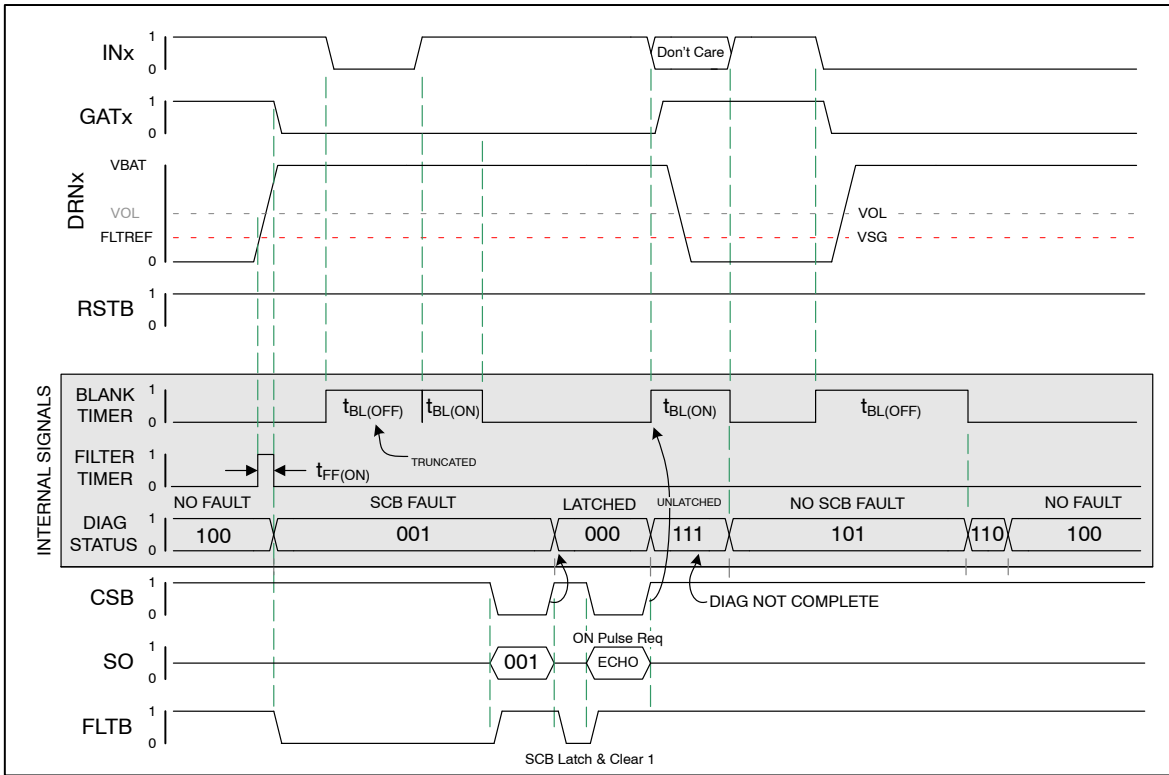 INx
1
0
Don't Care
GATx
1
0
DRNx
VBAT
VOL
FLTREF
0
VOL
VSG
RSTB
1
0
INTERNAL SIGNALS
BLANK TIMER
1
0
tBL(OFF)
tBL(ON)
tBL(ON)
tBL(OFF)
TRUNCATED
FILTER TIMER
1
0
tFF(ON)
NO FAULT
SCB FAULT
LATCHED
UNLATCHED
NO SCB FAULT
NO FAULT
DIAG STATUS
1
0
100
001
000
111
101
110
100
CSB
1
0
DIAG NOT COMPLETE
ON Pulse Req
SO
1
0
001
ECHO
FLTB
1
0
SCB Latch & Clear 1